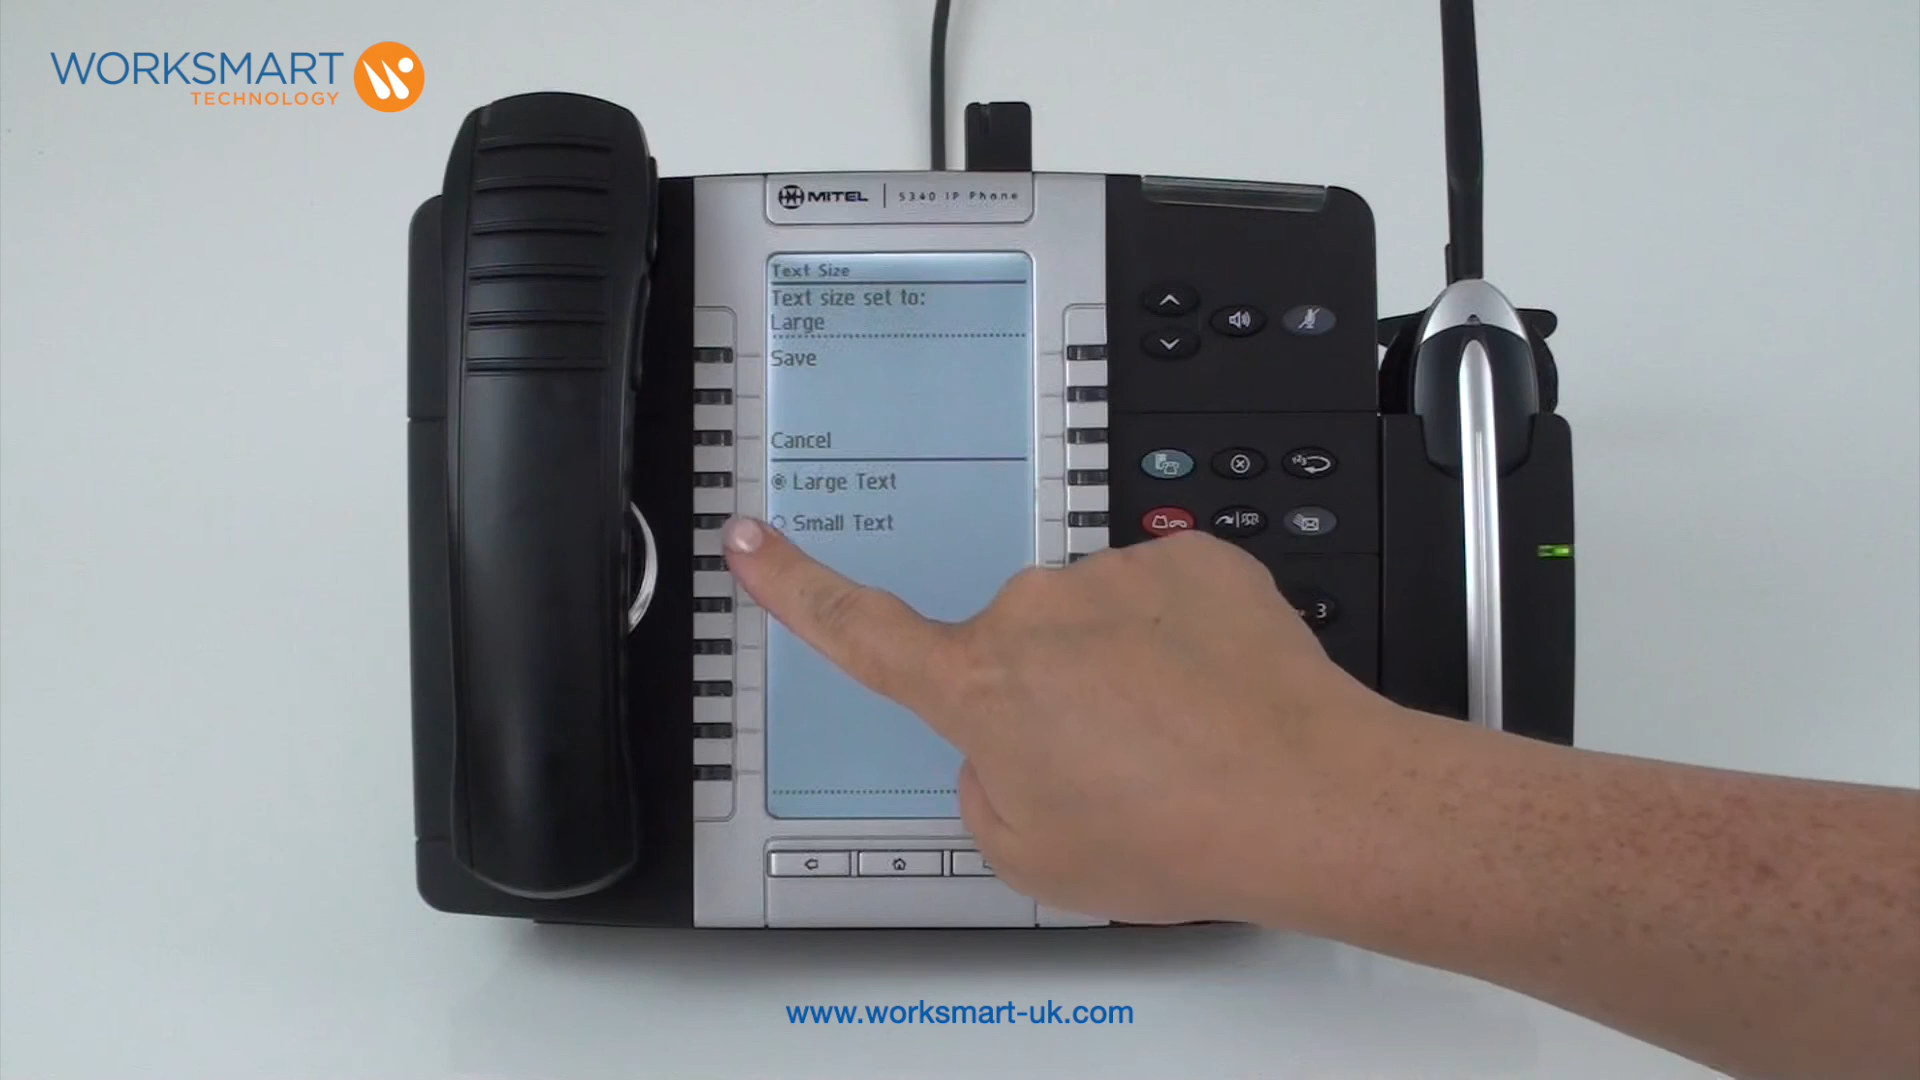 WORKSMART
TECHNOLOGY
MITEL | 5340 IP Phone
Text Size
Text size set to:
Large
Save
Cancel
Large Text
Small Text
3
www.worksmart-uk.com